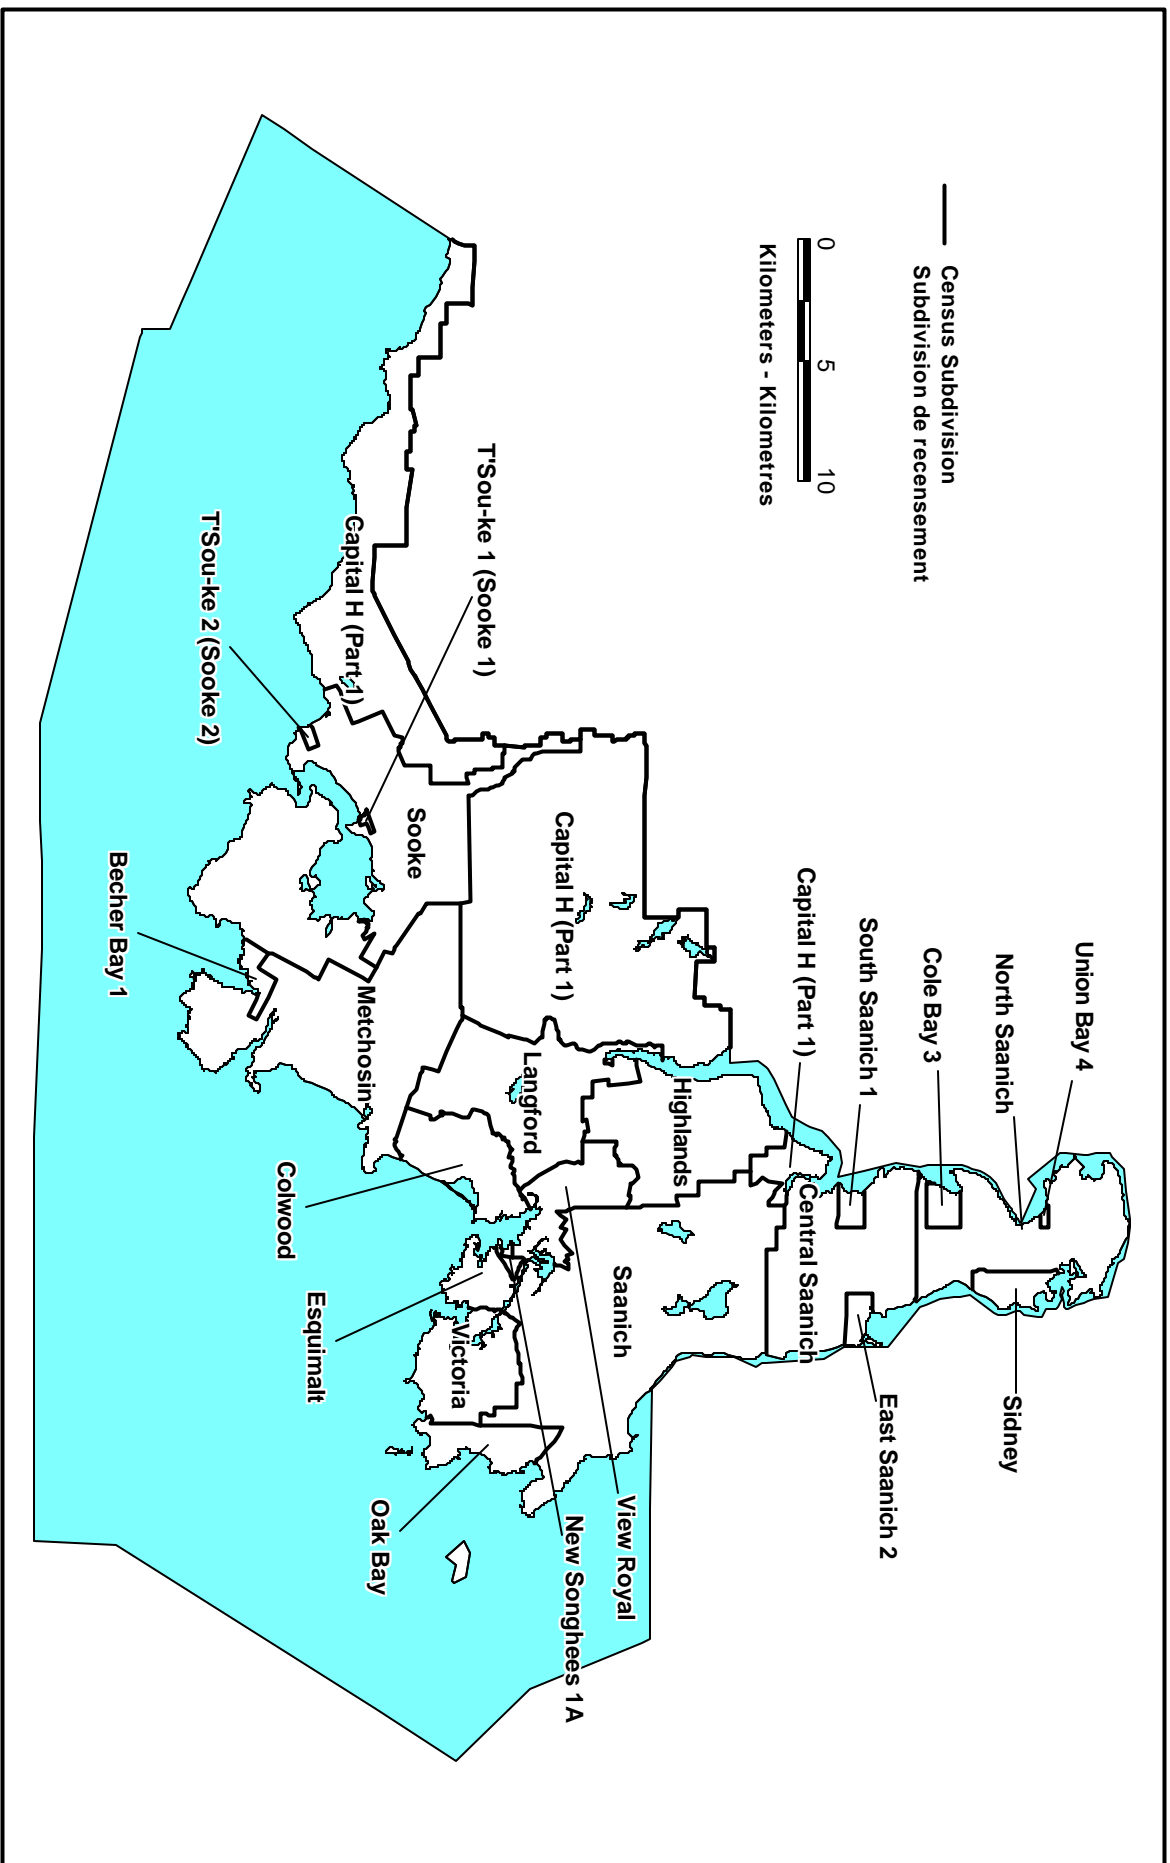 Census Subdivision
Subdivision de recensement
0 5 10
Kilometers - Kilometres
Union Bay 4
North Saanich
Cole Bay 3
South Saanich 1
Capital H (Part 1)
Sidney
East Saanich 2
Central Saanich
Highlands
Saanich
View Royal
New Songhees 1A
Capital H (Part 1)
Langford
T'Sou-ke 1 (Sooke 1)
Sooke
Capital H (Part 1)
Metchosin
Victoria
Oak Bay
Esquimalt
Colwood
T'Sou-ke 2 (Sooke 2)
Becher Bay 1